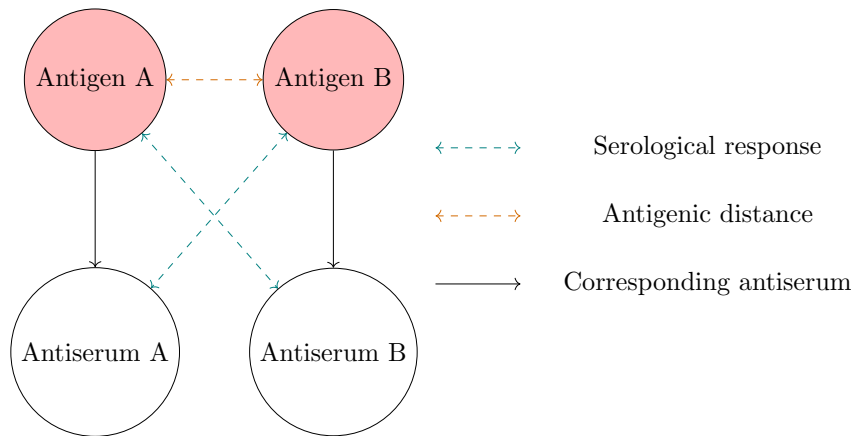 Antigen A
Antigen B
Serological response
Antigenic distance
Corresponding antiserum
Antiserum A
Antiserum B